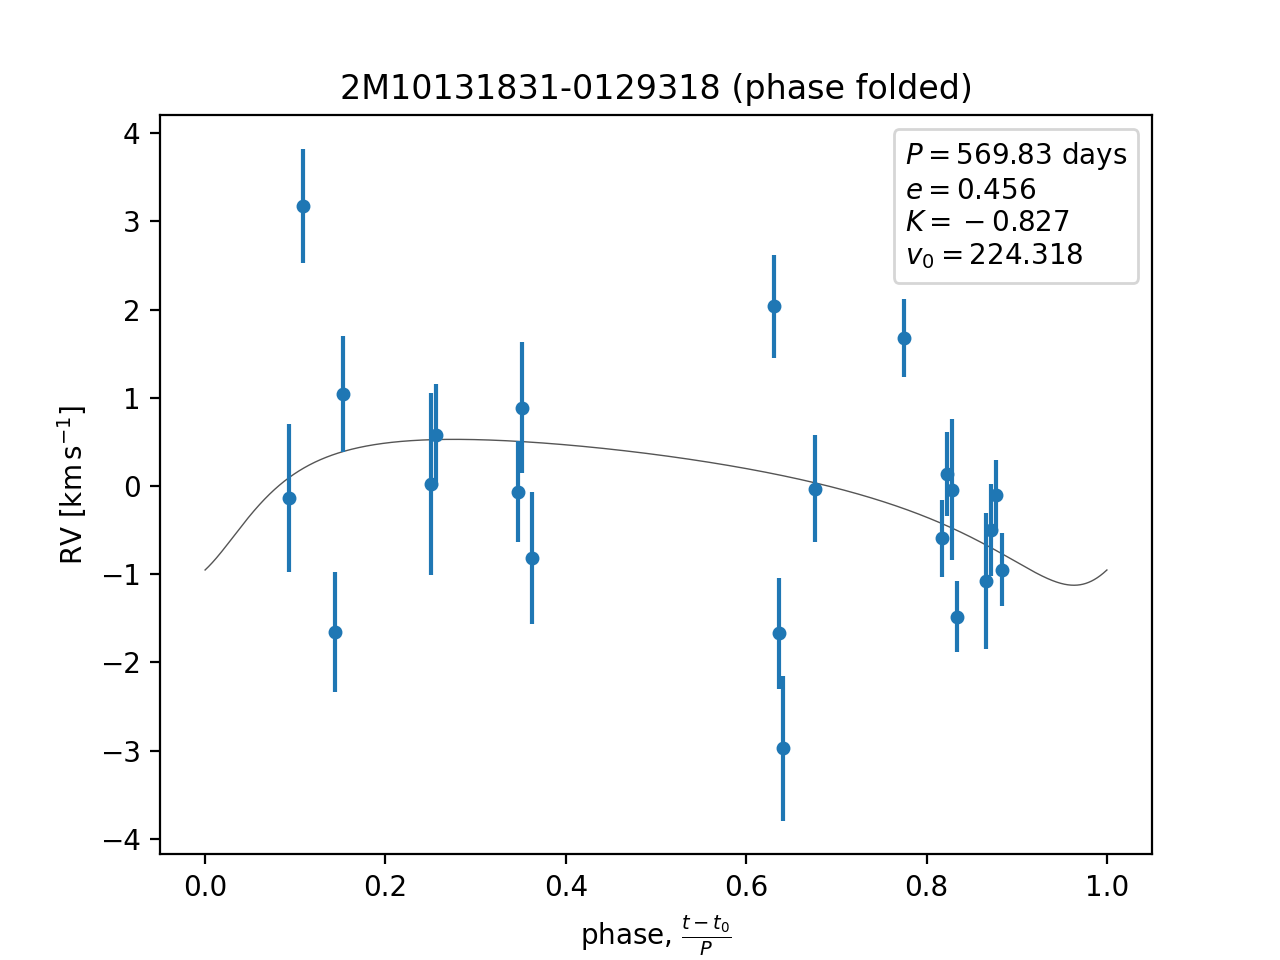 2M10131831-0129318 (phase folded)
P = 569.83 days
e = 0.456
K = −0.827
v₀ = 224.318
RV [km s⁻¹]
4
3
2
1
0
−1
−2
−3
−4
0.0 0.2 0.4 0.6 0.8 1.0
phase, (t − t₀)/P